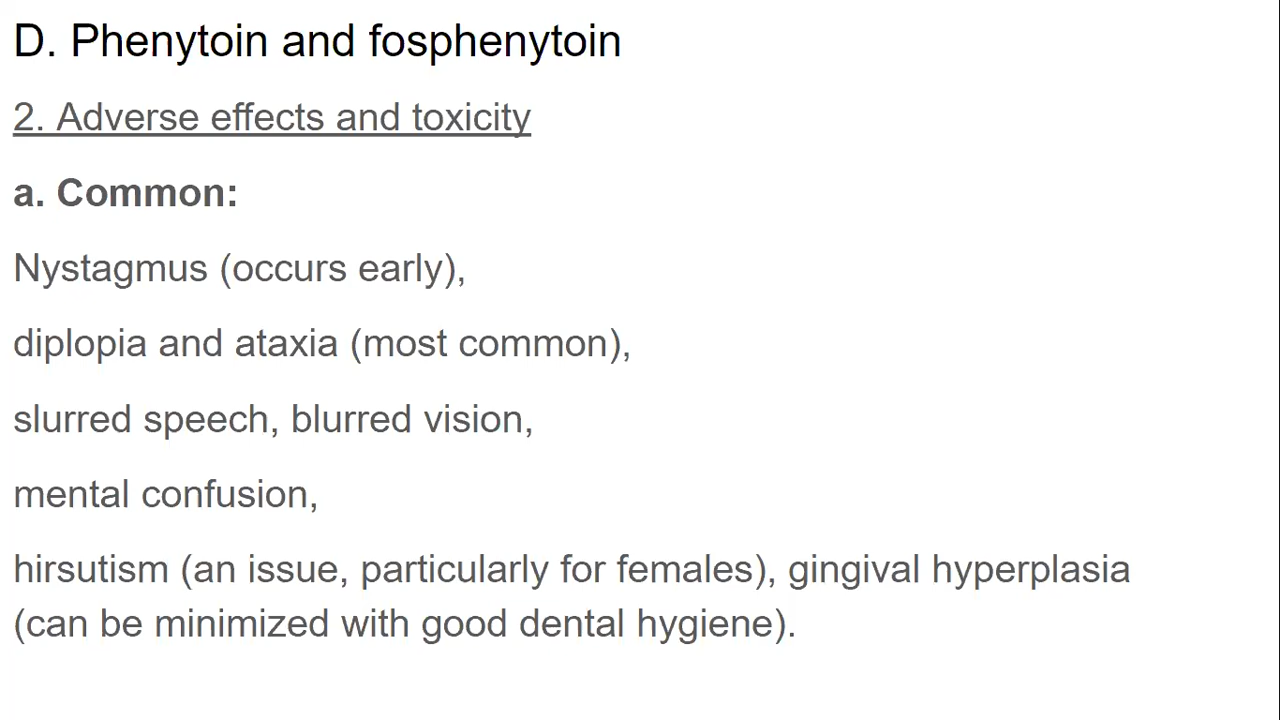 D. Phenytoin and fosphenytoin
2. Adverse effects and toxicity
a. Common:
Nystagmus (occurs early),
diplopia and ataxia (most common),
slurred speech, blurred vision,
mental confusion,
hirsutism (an issue, particularly for females), gingival hyperplasia
(can be minimized with good dental hygiene).